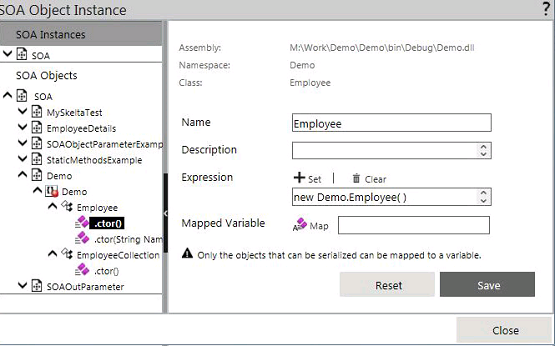 SOA Object Instance ?
SOA Instances
SOA
SOA Objects
SOA
MySkeltaTest
EmployeeDetails
SOAObjectParameterExamp
StaticMethodsExample
Demo
Demo
Employee
.ctor()
.ctor(String Nam
EmployeeCollection
.ctor()
SOAOutParameter
Assembly: M:\Work\Demo\Demo\bin\Debug\Demo.dll
Namespace: Demo
Class: Employee
Name Employee
Description
Expression + Set | Clear
new Demo.Employee( )
Mapped Variable Map
Only the objects that can be serialized can be mapped to a variable.
Reset Save
Close